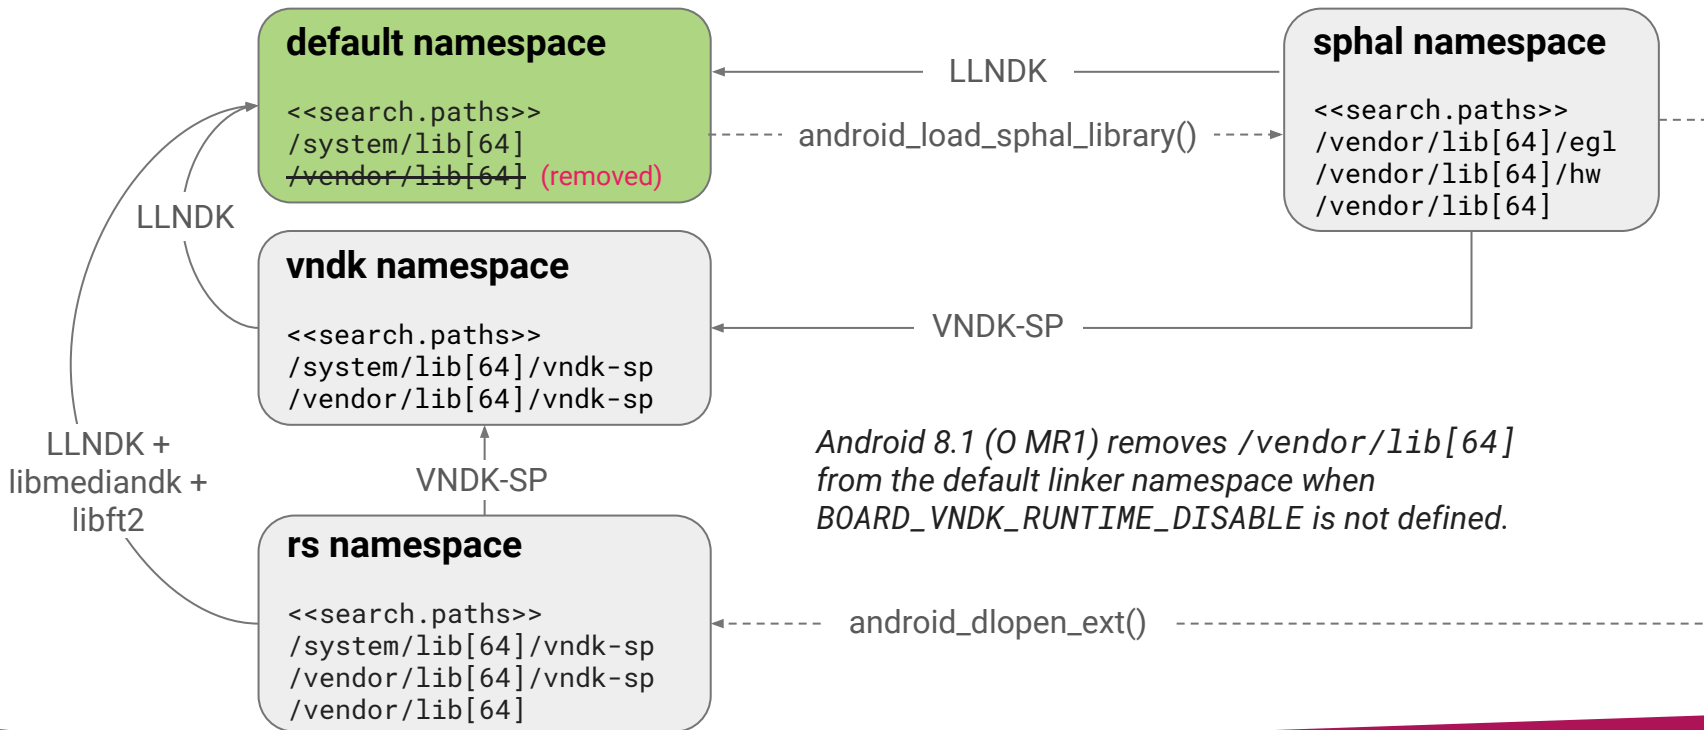 default namespace
<<search.paths>>
/system/lib[64]
/vendor/lib[64] (removed)
LLNDK
android_load_sphal_library()
sphal namespace
<<search.paths>>
/vendor/lib[64]/egl
/vendor/lib[64]/hw
/vendor/lib[64]
LLNDK
vndk namespace
<<search.paths>>
/system/lib[64]/vndk-sp
/vendor/lib[64]/vndk-sp
VNDK-SP
LLNDK +
libmediandk +
libft2
VNDK-SP
Android 8.1 (O MR1) removes /vendor/lib[64]
from the default linker namespace when
BOARD_VNDK_RUNTIME_DISABLE is not defined.
rs namespace
<<search.paths>>
/system/lib[64]/vndk-sp
/vendor/lib[64]/vndk-sp
/vendor/lib[64]
android_dlopen_ext()